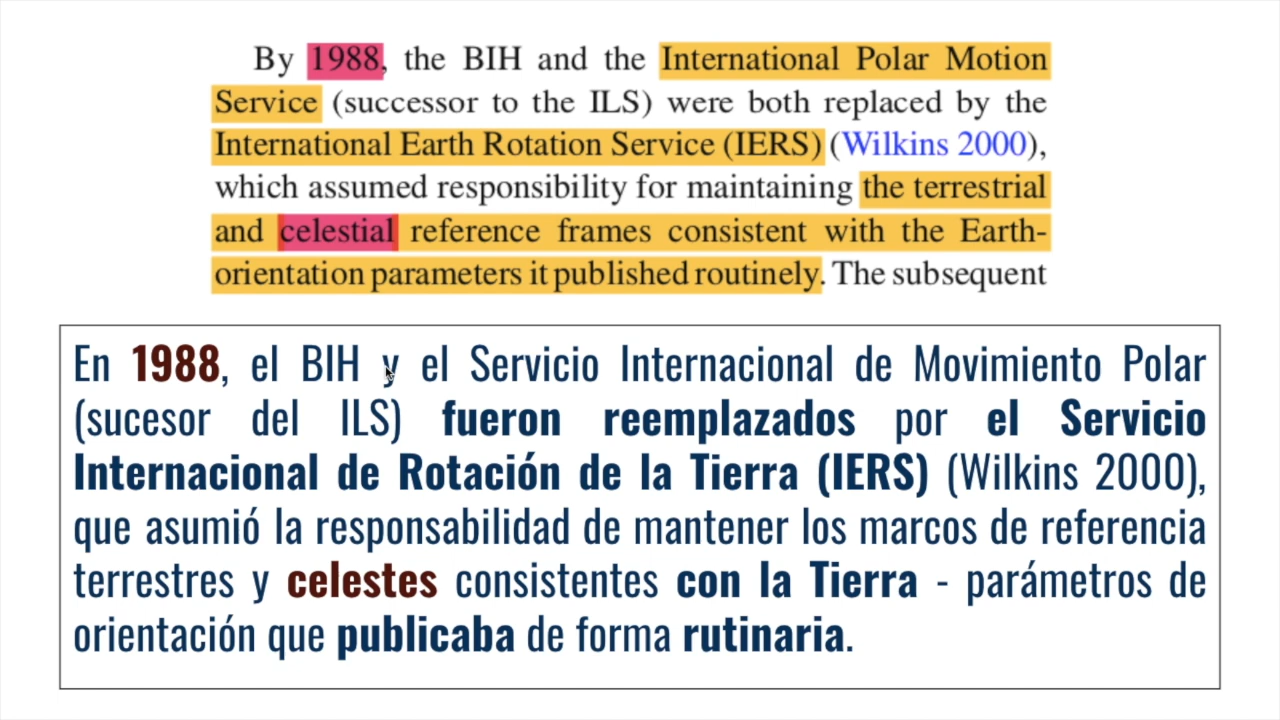 By 1988, the BIH and the International Polar Motion
Service (successor to the ILS) were both replaced by the
International Earth Rotation Service (IERS) (Wilkins 2000),
which assumed responsibility for maintaining the terrestrial
and celestial reference frames consistent with the Earth-
orientation parameters it published routinely. The subsequent
En 1988, el BIH y el Servicio Internacional de Movimiento Polar
(sucesor del ILS) fueron reemplazados por el Servicio
Internacional de Rotación de la Tierra (IERS) (Wilkins 2000),
que asumió la responsabilidad de mantener los marcos de referencia
terrestres y celestes consistentes con la Tierra - parámetros de
orientación que publicaba de forma rutinaria.